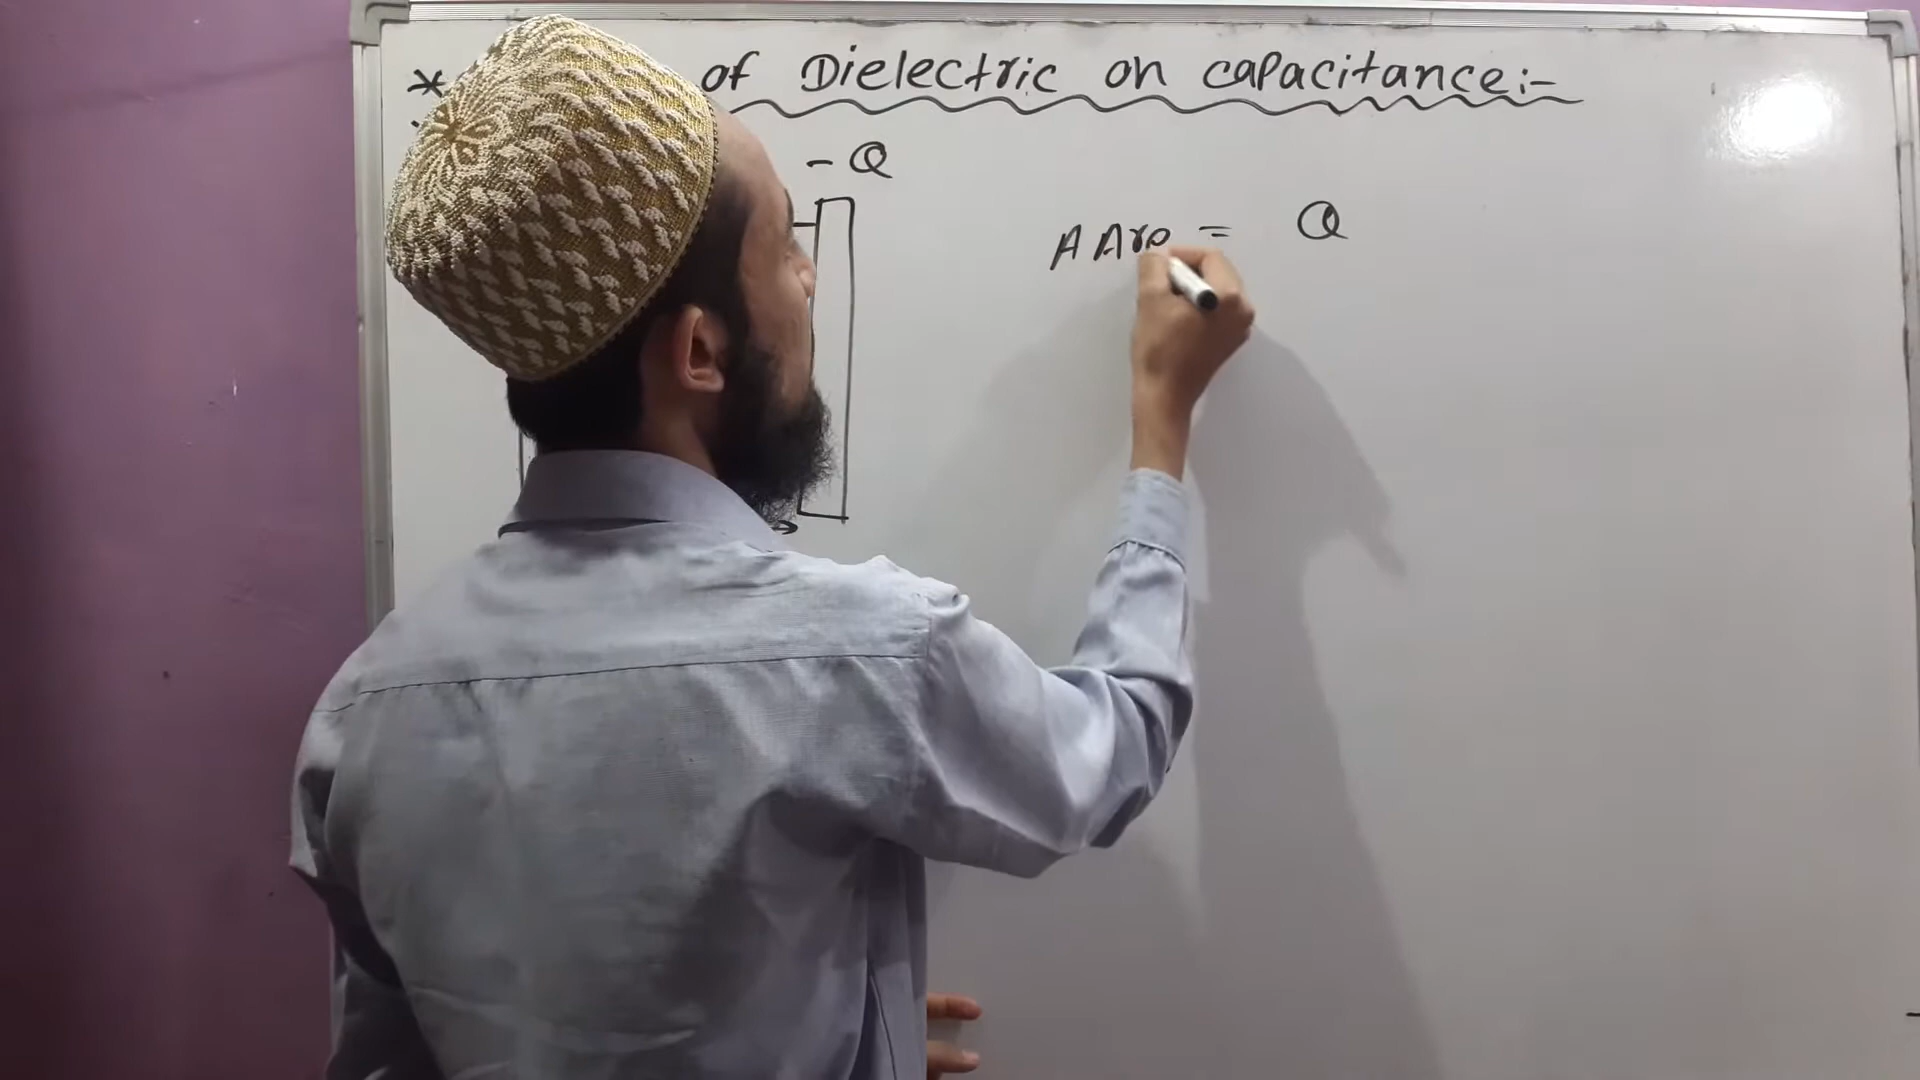 * of Dielectric on capacitance:-
- Q
A Are = Q